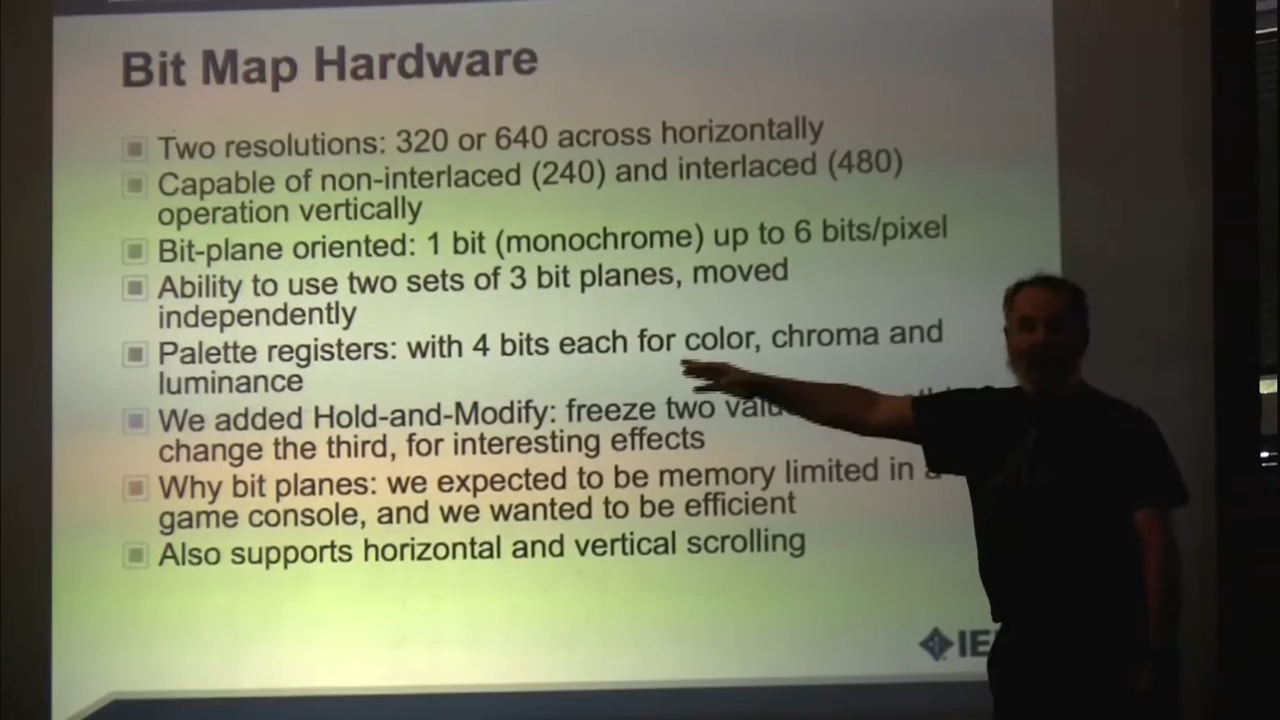 Bit Map Hardware
Two resolutions: 320 or 640 across horizontally
Capable of non-interlaced (240) and interlaced (480)
operation vertically
Bit-plane oriented: 1 bit (monochrome) up to 6 bits/pixel
Ability to use two sets of 3 bit planes, moved
independently
Palette registers: with 4 bits each for color, chroma and
luminance
We added Hold-and-Modify: freeze two
change the third, for interesting effects
Why bit planes: we expected to be memory limited in a
game console, and we wanted to be efficient
Also supports horizontal and vertical scrolling